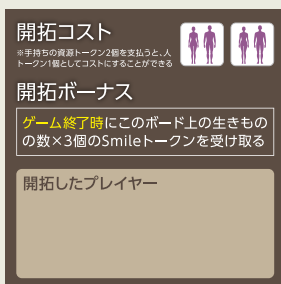 開拓コスト
※手持ちの資源トークン2個を支払うと、人
トークン1個としてコストにすることができる
開拓ボーナス
ゲーム終了時にこのボード上の生きもの
の数×3個のSmileトークンを受け取る
開拓したプレイヤー